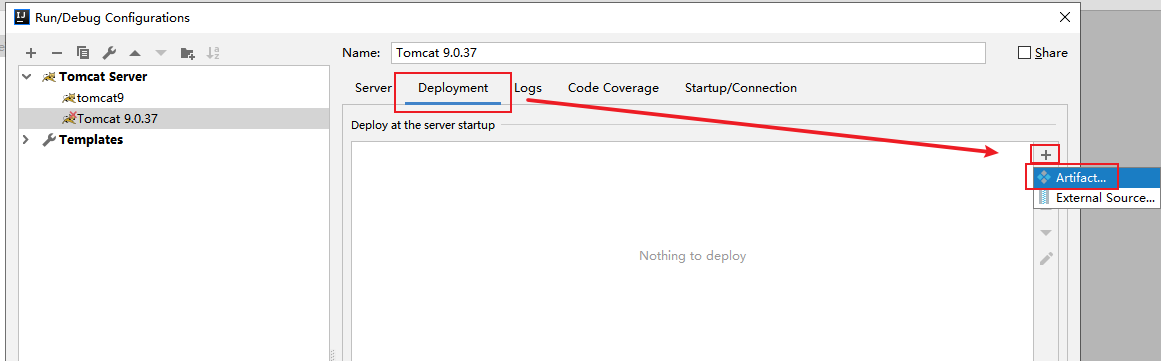 Run/Debug Configurations
Name: Tomcat 9.0.37
Share
Tomcat Server
tomcat9
Tomcat 9.0.37
Templates
Server Deployment Logs Code Coverage Startup/Connection
Deploy at the server startup
Artifact...
External Source...
Nothing to deploy